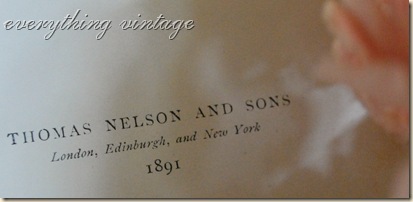 everything vintage
THOMAS NELSON AND SONS
London, Edinburgh, and New York
1891